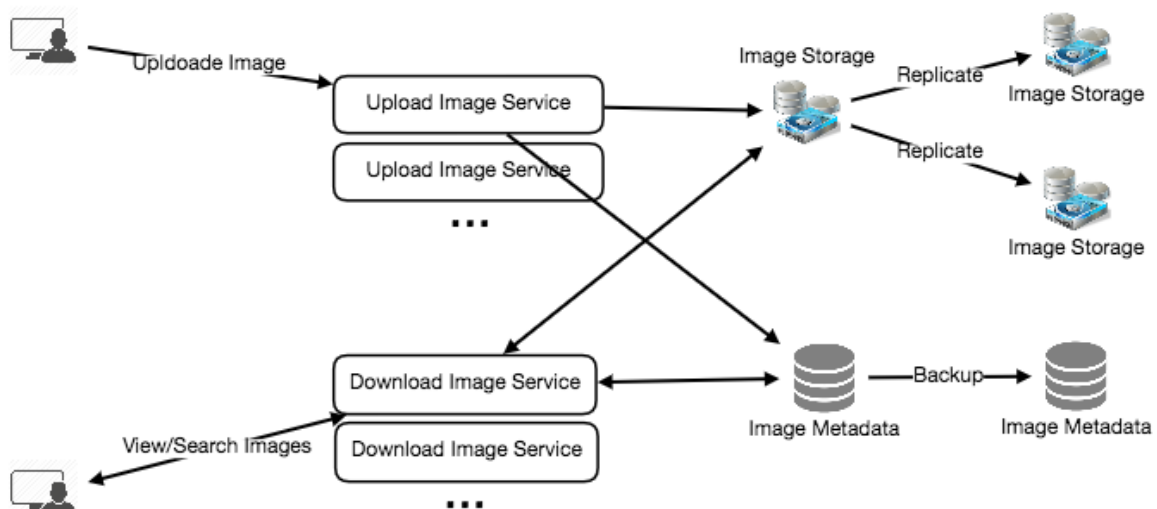 Upldoade Image
Image Storage
Upload Image Service
Replicate
Image Storage
Upload Image Service
Replicate
...
Image Storage
Download Image Service
Backup
Image Metadata
Image Metadata
View/Search Images
Download Image Service
...